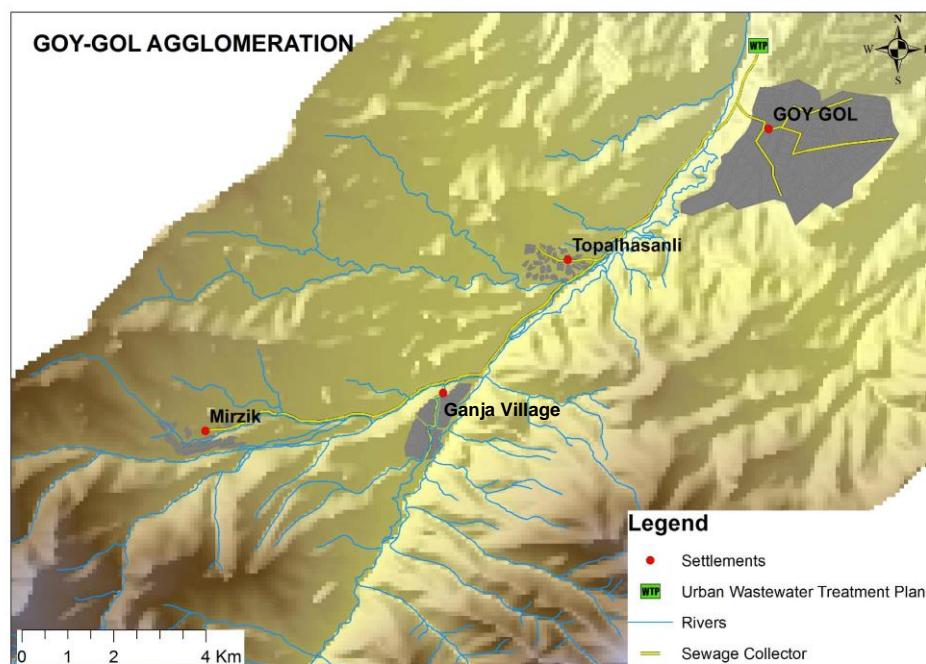 GOY-GOL AGGLOMERATION
N
W
S
WTP
GOY GOL
Topalhasanli
Ganja Village
Mirzik
Legend
Settlements
WTP Urban Wastewater Treatment Plan
Rivers
Sewage Collector
0 1 2 4 Km